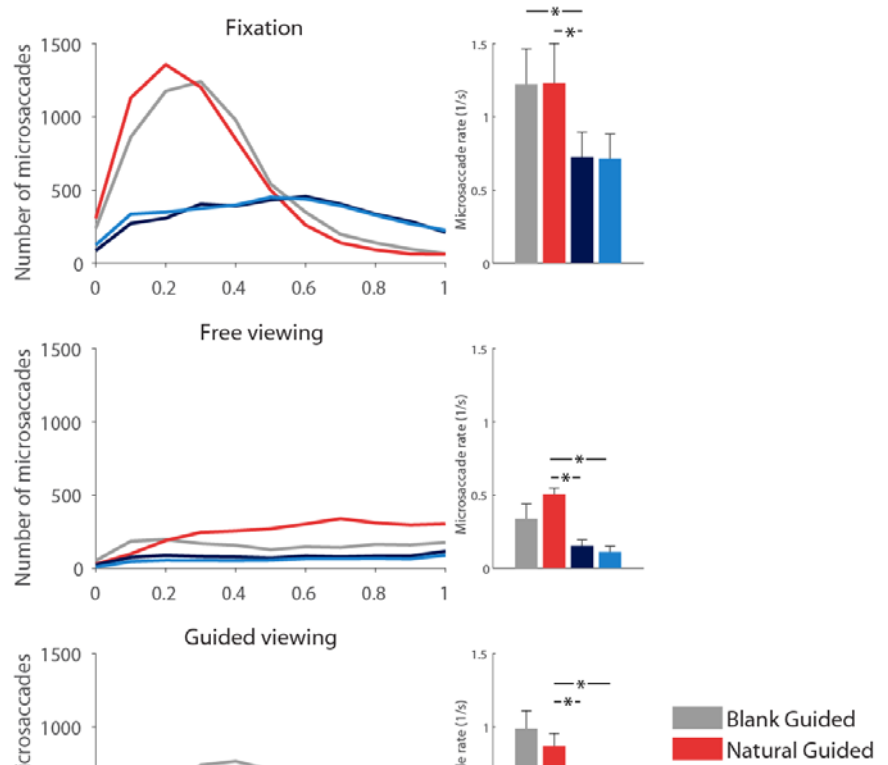 Fixation
Number of microsaccades
1500
1000
500
0
0 0.2 0.4 0.6 0.8 1
*
*
Microsaccade rate (1/s)
1.5
1
0.5
0
Free viewing
Number of microsaccades
1500
1000
500
0
0 0.2 0.4 0.6 0.8 1
*
*
Microsaccade rate (1/s)
1.5
1
0.5
0
Guided viewing
crosaccades
1500
1000
*
*
e rate (1/s)
1.5
1
Blank Guided
Natural Guided